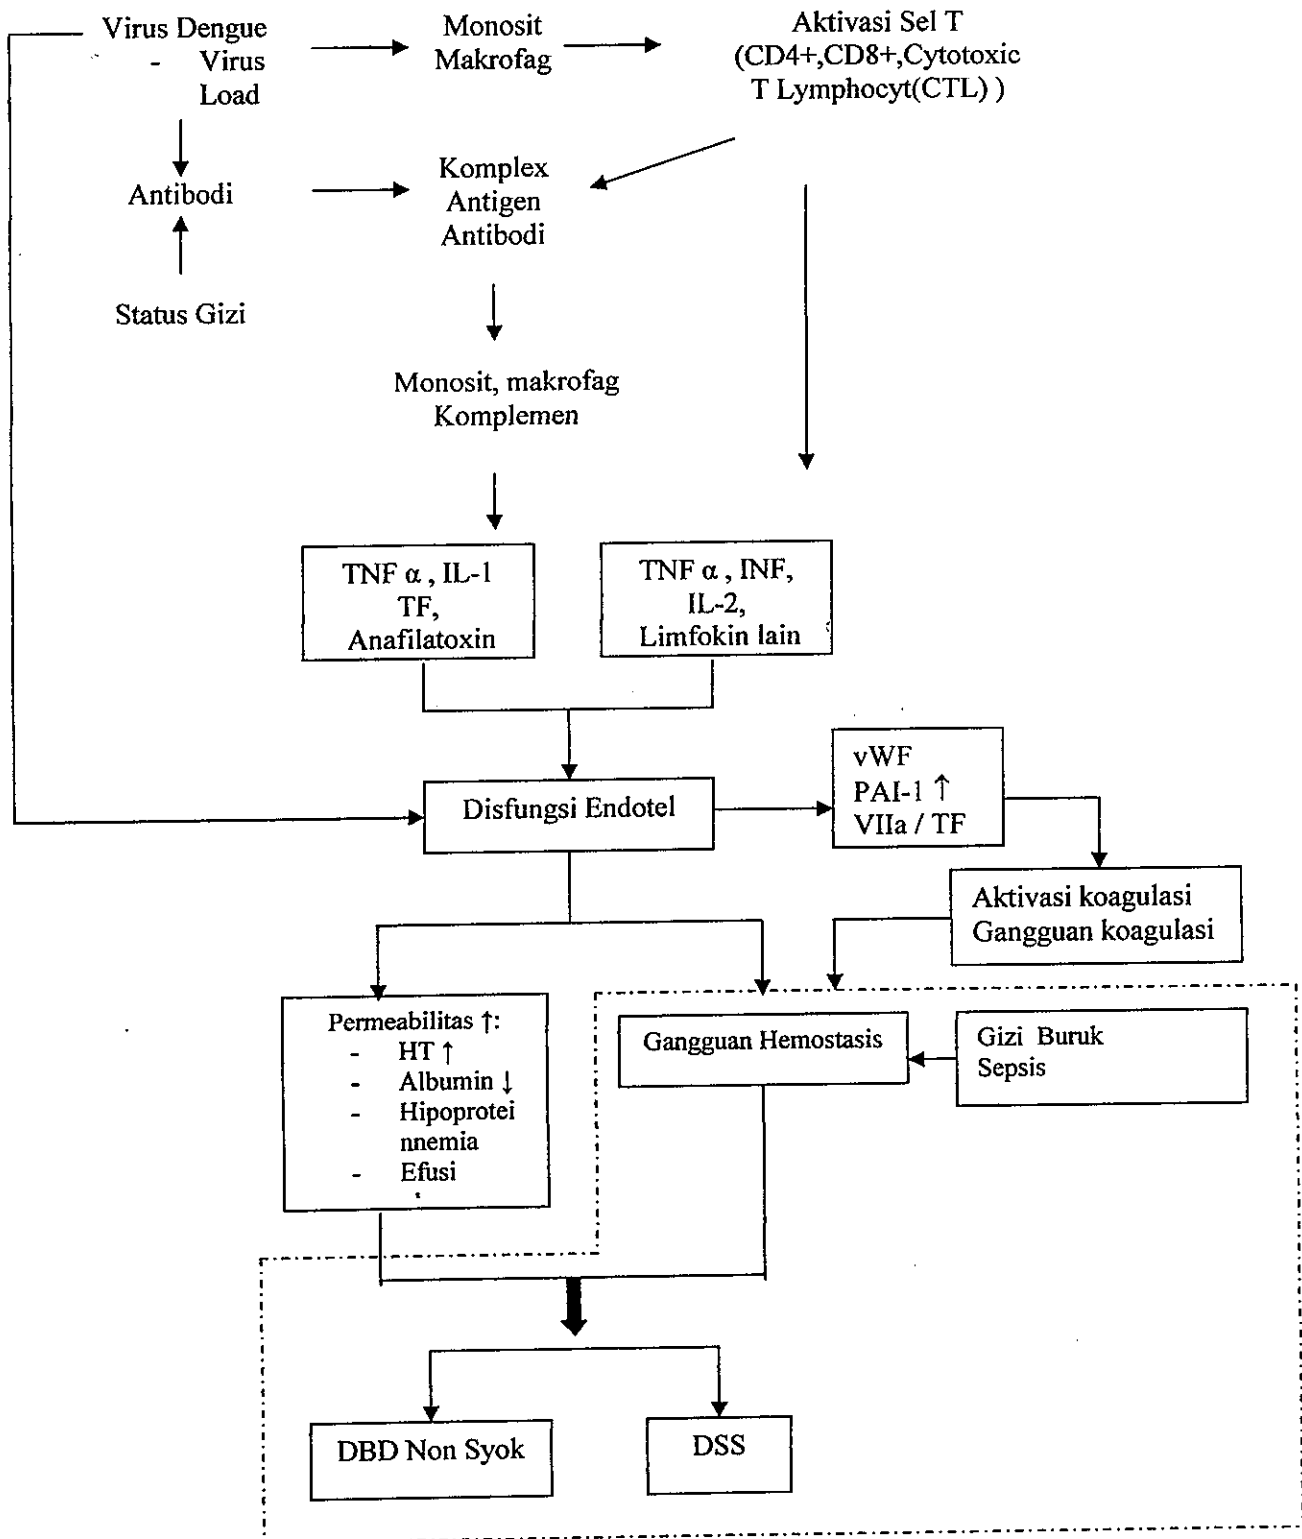 Virus Dengue
- Virus
Load
Monosit
Makrofag
Aktivasi Sel T
(CD4+,CD8+,Cytotoxic
T Lymphocyt(CTL) )
Antibodi
Komplex
Antigen
Antibodi
Status Gizi
Monosit, makrofag
Komplemen
TNF α , IL-1
TF,
Anafilatoxin
TNF α , INF,
IL-2,
Limfokin lain
Disfungsi Endotel
vWF
PAI-1 ↑
VIIa / TF
Aktivasi koagulasi
Gangguan koagulasi
Permeabilitas ↑:
- HT ↑
- Albumin ↓
- Hipoprotei
nnemia
- Efusi
Gangguan Hemostasis
Gizi Buruk
Sepsis
DBD Non Syok
DSS